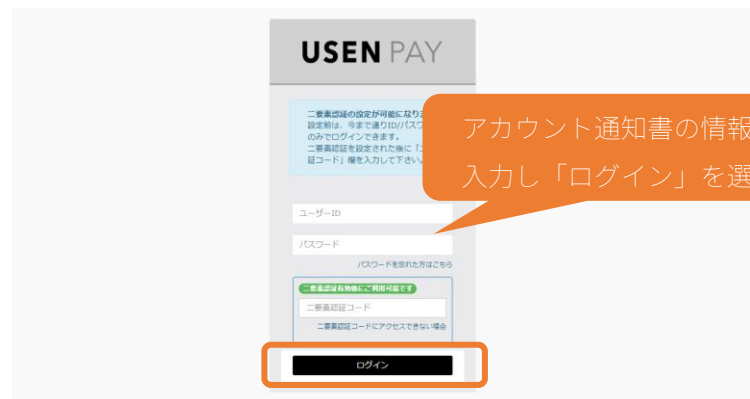 USEN PAY
二要素認証の設定が可能になりま
設定前は、今まで通りID/パスワ
のみでログインできます。
二要素認証を設定された後に「二
証コード」欄を入力して下さい。
アカウント通知書の情報
入力し「ログイン」を選
ユーザーID
パスワード
パスワードを忘れた方はこちら
二要素認証有効後にご利用可能です
二要素認証コード
二要素認証コードにアクセスできない場合
ログイン